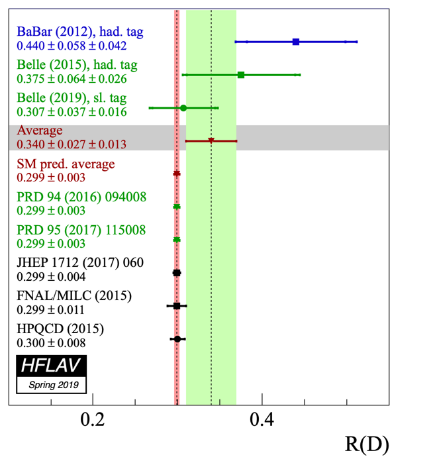 BaBar (2012), had. tag
0.440 ± 0.058 ± 0.042
Belle (2015), had. tag
0.375 ± 0.064 ± 0.026
Belle (2019), sl. tag
0.307 ± 0.037 ± 0.016
Average
0.340 ± 0.027 ± 0.013
SM pred. average
0.299 ± 0.003
PRD 94 (2016) 094008
0.299 ± 0.003
PRD 95 (2017) 115008
0.299 ± 0.003
JHEP 1712 (2017) 060
0.299 ± 0.004
FNAL/MILC (2015)
0.299 ± 0.011
HPQCD (2015)
0.300 ± 0.008
HFLAV
Spring 2019
0.2 0.4
R(D)